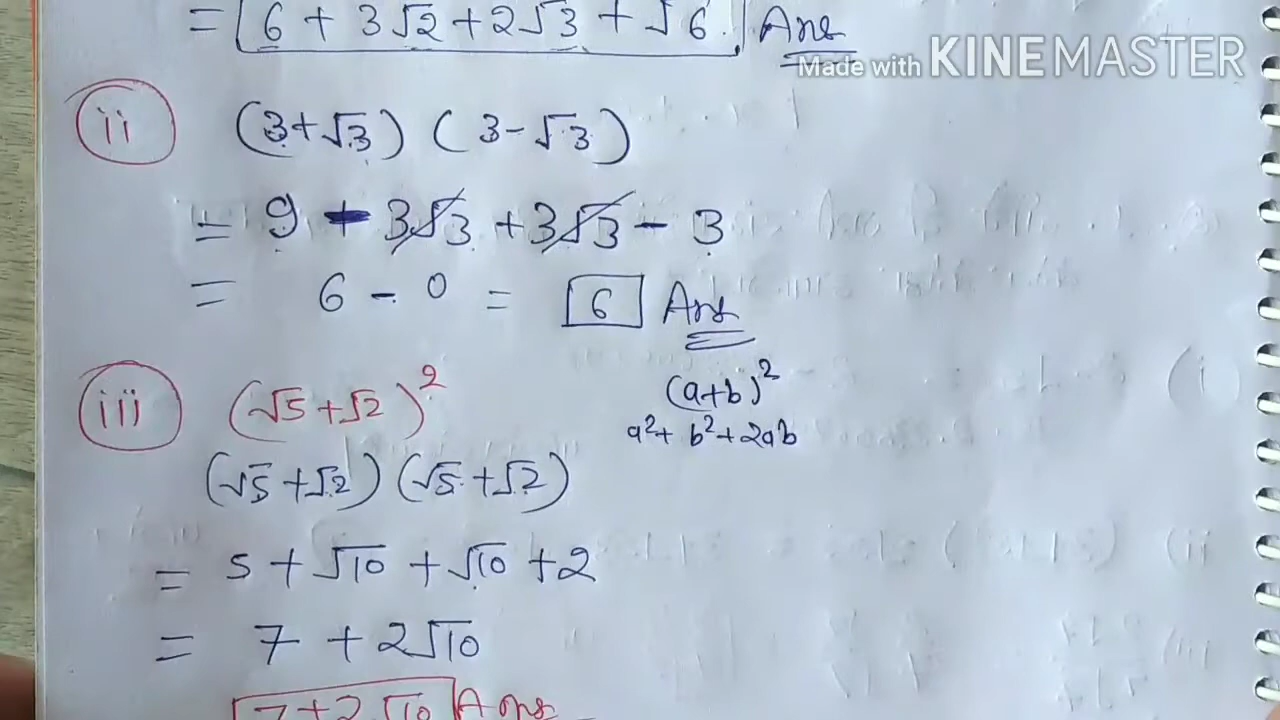 = 6 + 3√2 + 2√3 + √6 Ans
Made with KINEMASTER
ii (3+√3) (3-√3)
= 9 - 3√3 + 3√3 - 3
= 6 - 0 = 6 Ans
iii (√5 + √2)²
(a+b)²
a² + b² + 2ab
(√5 + √2) (√5 + √2)
= 5 + √10 + √10 + 2
= 7 + 2√10
7 + 2√10 Ans